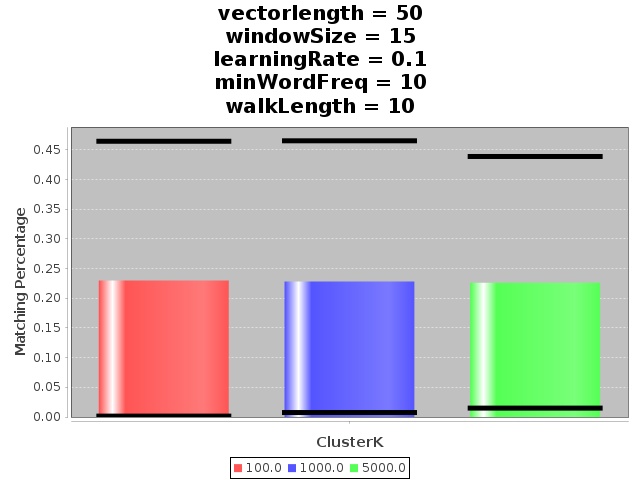 vectorlength = 50
windowSize = 15
learningRate = 0.1
minWordFreq = 10
walkLength = 10
Matching Percentage
0.45
0.40
0.35
0.30
0.25
0.20
0.15
0.10
0.05
0.00
ClusterK
100.0 1000.0 5000.0